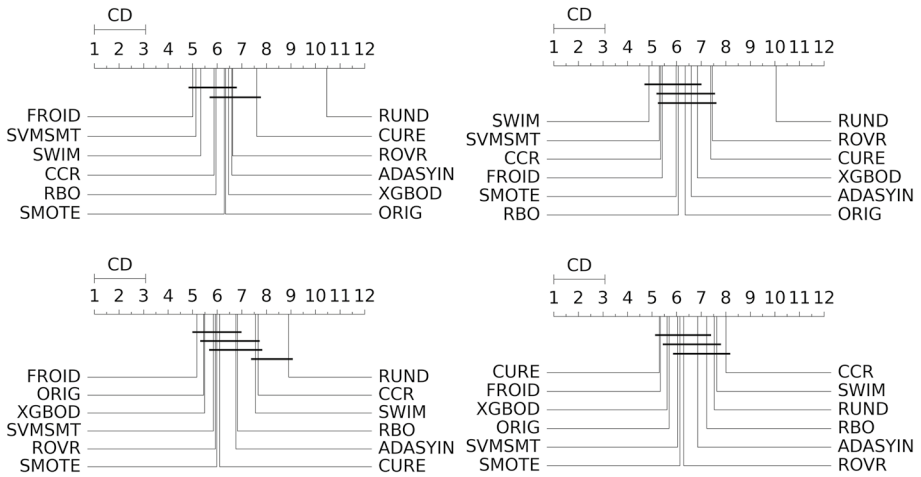 CD
1 2 3 4 5 6 7 8 9 10 11 12
FROID RUND
SVMSMT CURE
SWIM ROVR
CCR ADASYIN
RBO XGBOD
SMOTE ORIG
CD
1 2 3 4 5 6 7 8 9 10 11 12
SWIM RUND
SVMSMT ROVR
CCR CURE
FROID XGBOD
SMOTE ADASYIN
RBO ORIG
CD
1 2 3 4 5 6 7 8 9 10 11 12
FROID RUND
ORIG CCR
XGBOD SWIM
SVMSMT RBO
ROVR ADASYIN
SMOTE CURE
CD
1 2 3 4 5 6 7 8 9 10 11 12
CURE CCR
FROID SWIM
XGBOD RUND
ORIG RBO
SVMSMT ADASYIN
SMOTE ROVR